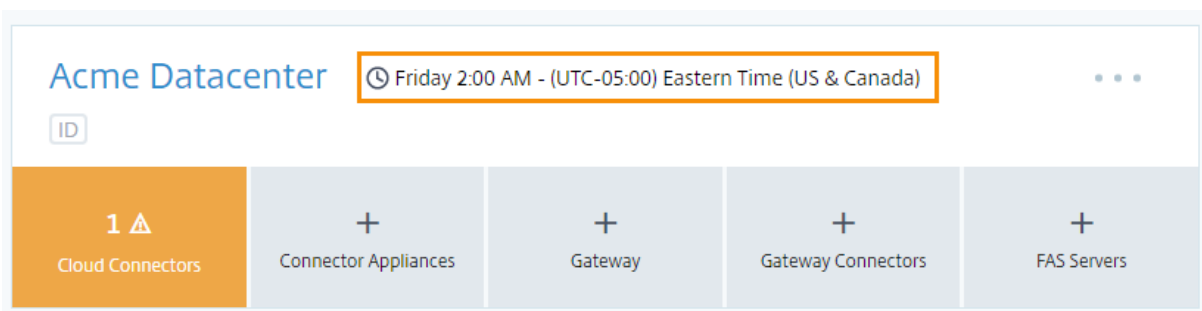 Acme Datacenter Friday 2:00 AM - (UTC-05:00) Eastern Time (US & Canada)
ID
1
Cloud Connectors
+
Connector Appliances
+
Gateway
+
Gateway Connectors
+
FAS Servers